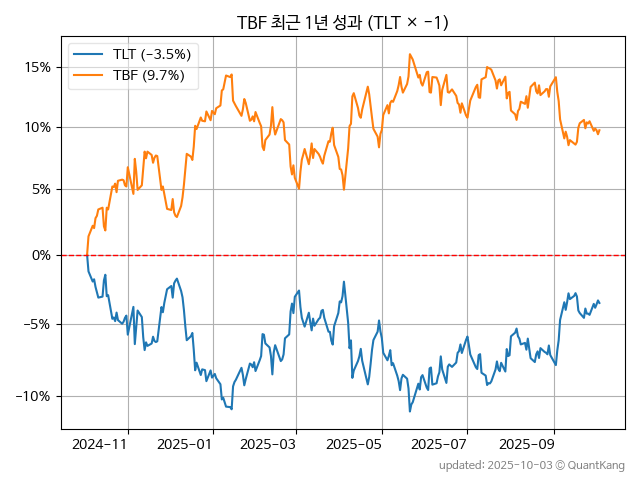 TBF 최근 1년 성과 (TLT × −1)
TLT (−3.5%)
TBF (9.7%)
15%
10%
5%
0%
−5%
−10%
2024-11 2025-01 2025-03 2025-05 2025-07 2025-09
updated: 2025-10-03 © QuantKang